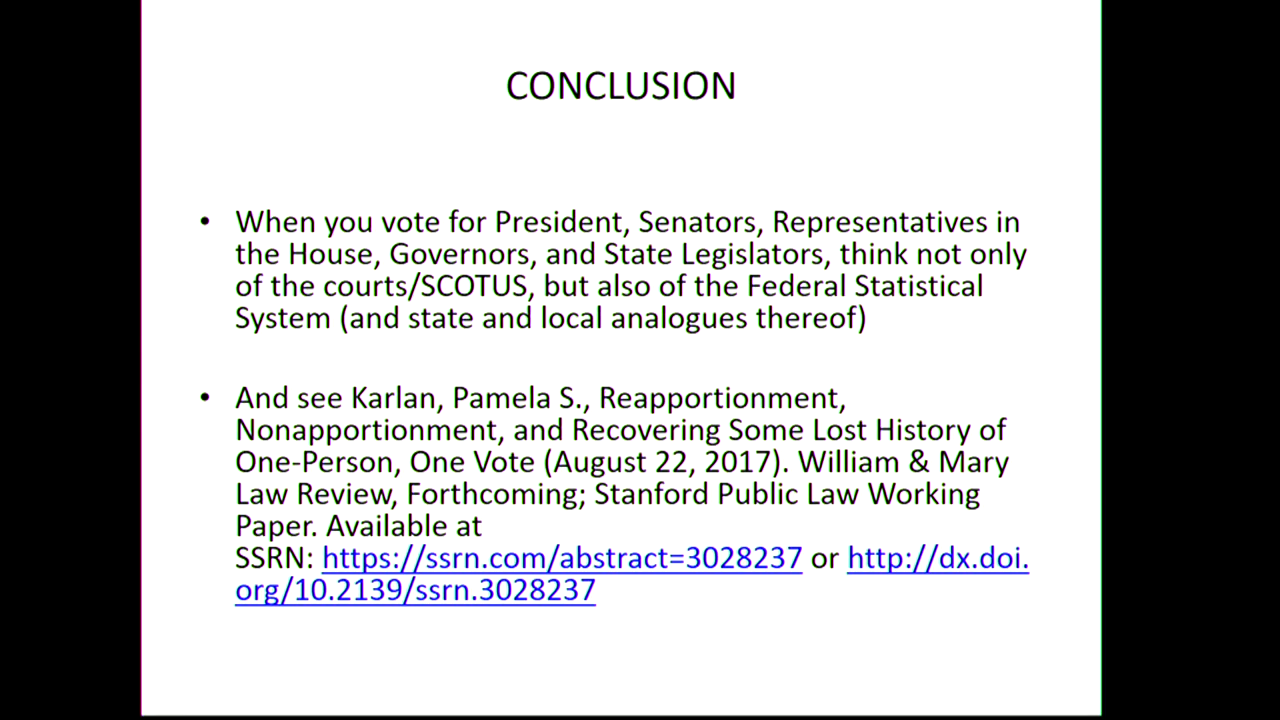 CONCLUSION
• When you vote for President, Senators, Representatives in
the House, Governors, and State Legislators, think not only
of the courts/SCOTUS, but also of the Federal Statistical
System (and state and local analogues thereof)
• And see Karlan, Pamela S., Reapportionment,
Nonapportionment, and Recovering Some Lost History of
One-Person, One Vote (August 22, 2017). William & Mary
Law Review, Forthcoming; Stanford Public Law Working
Paper. Available at
SSRN: https://ssrn.com/abstract=3028237 or http://dx.doi.
org/10.2139/ssrn.3028237